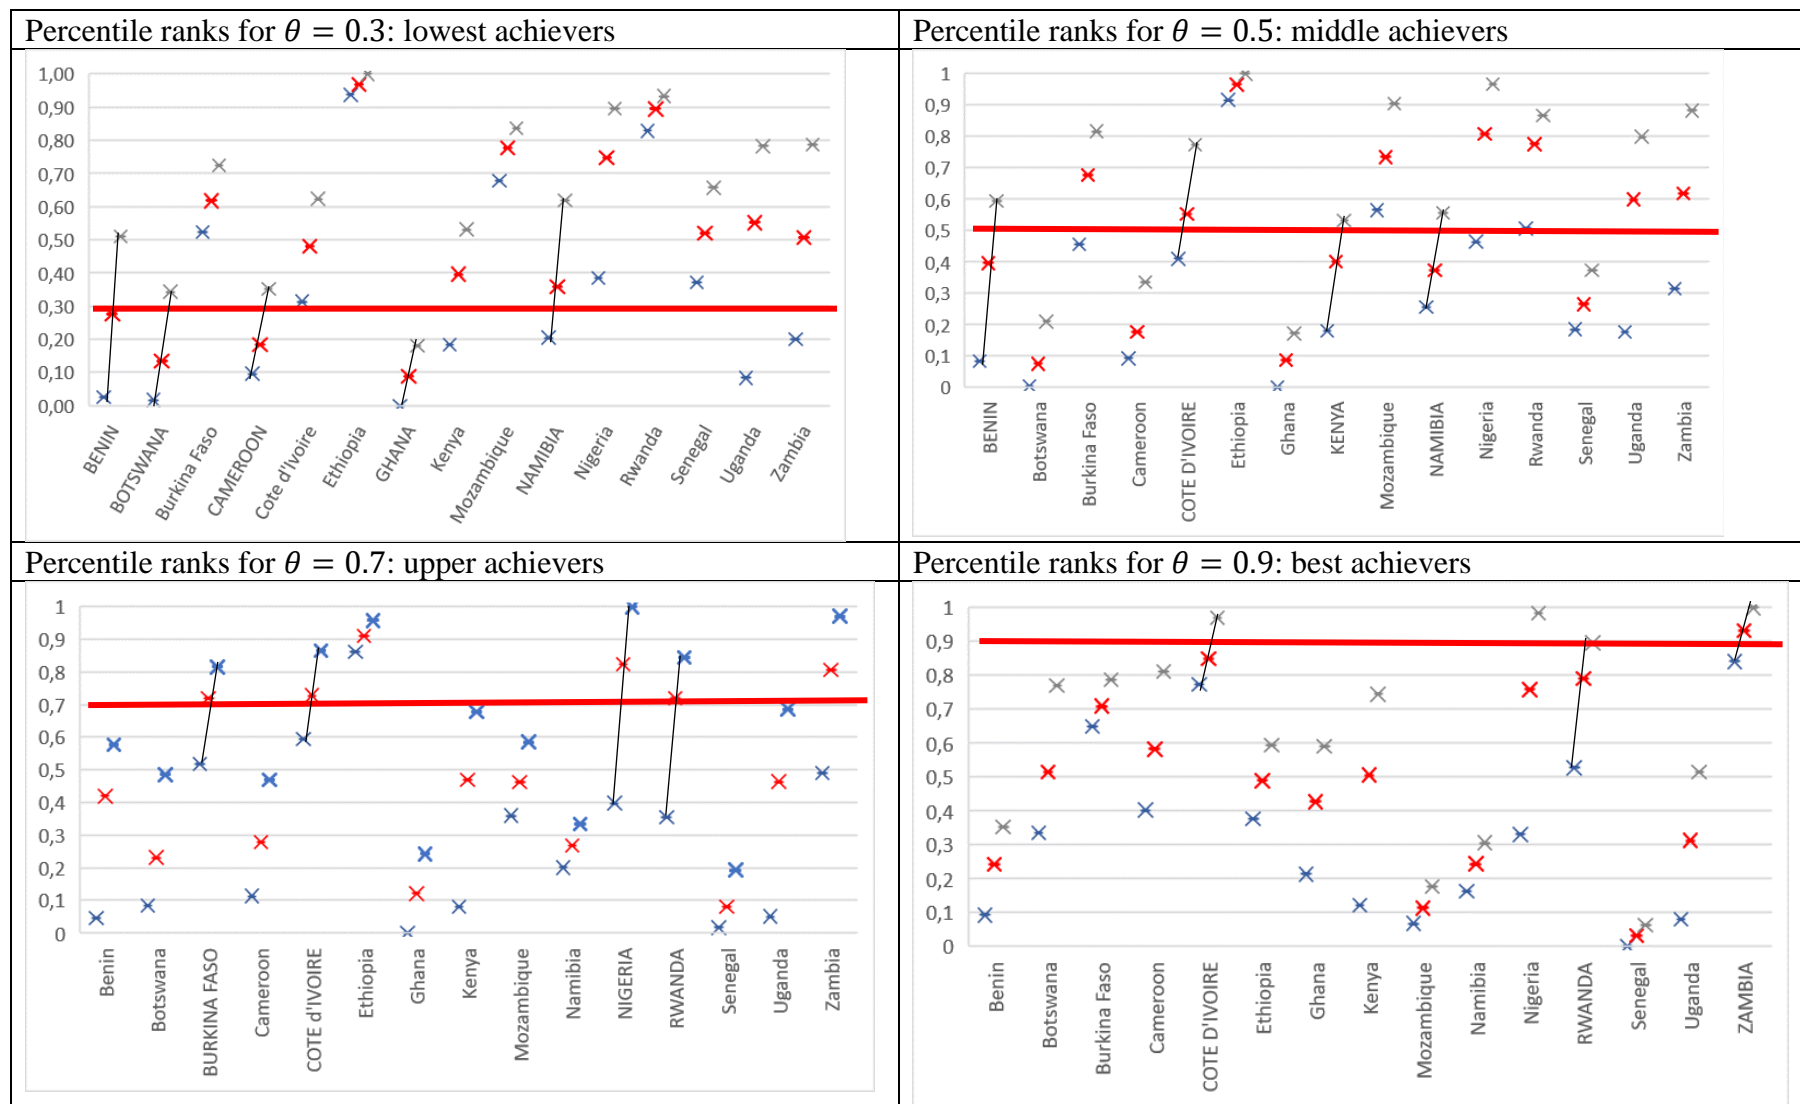 Percentile ranks for θ = 0.3: lowest achievers
1,00
0,90
0,80
0,70
0,60
0,50
0,40
0,30
0,20
0,10
0,00
BENIN
BOTSWANA
Burkina Faso
CAMEROON
Cote d'Ivoire
Ethiopia
GHANA
Kenya
Mozambique
NAMIBIA
Nigeria
Rwanda
Senegal
Uganda
Zambia
Percentile ranks for θ = 0.5: middle achievers
1
0,9
0,8
0,7
0,6
0,5
0,4
0,3
0,2
0,1
0
BENIN
Botswana
Burkina Faso
Cameroon
COTE D'IVOIRE
Ethiopia
Ghana
KENYA
Mozambique
NAMIBIA
Nigeria
Rwanda
Senegal
Uganda
Zambia
Percentile ranks for θ = 0.7: upper achievers
1
0,9
0,8
0,7
0,6
0,5
0,4
0,3
0,2
0,1
0
Benin
Botswana
BURKINA FASO
Cameroon
COTE d'IVOIRE
Ethiopia
Ghana
Kenya
Mozambique
Namibia
NIGERIA
RWANDA
Senegal
Uganda
Zambia
Percentile ranks for θ = 0.9: best achievers
1
0,9
0,8
0,7
0,6
0,5
0,4
0,3
0,2
0,1
0
Benin
Botswana
Burkina Faso
Cameroon
COTE D'IVOIRE
Ethiopia
Ghana
Kenya
Mozambique
Namibia
Nigeria
RWANDA
Senegal
Uganda
ZAMBIA